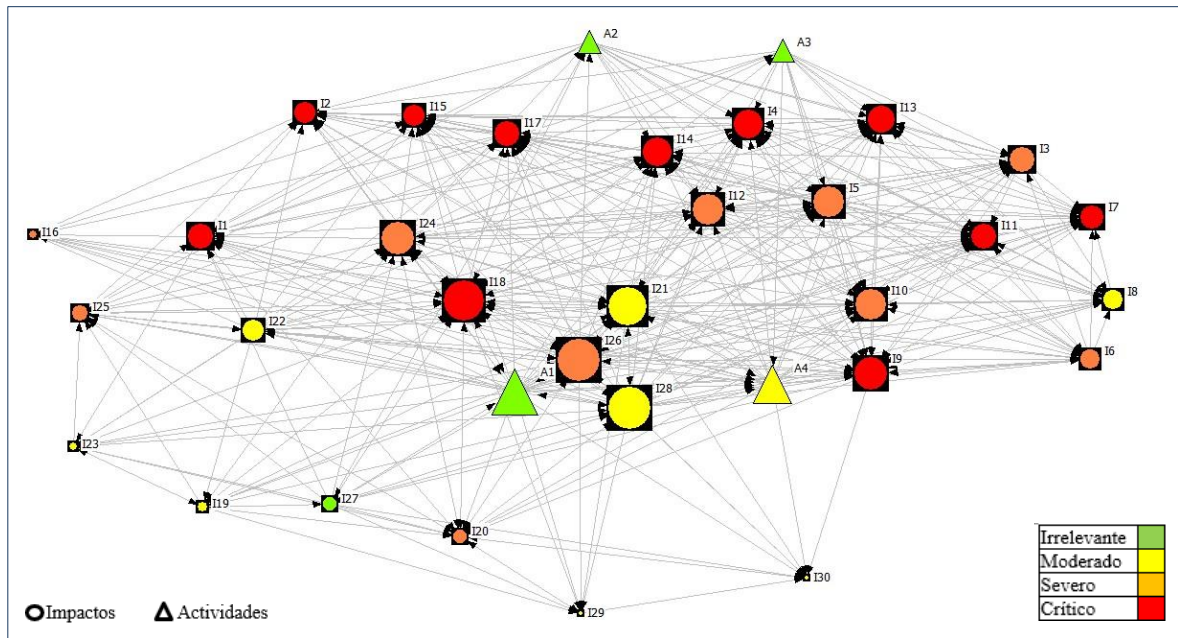 A2
A3
I2
I15
I17
I4
I13
I14
I3
I12
I5
I7
I16
I1
I24
I11
I25
I18
I21
I10
I8
I22
I26
I6
A1
A4
I9
I28
I23
I19
I27
I20
I30
I29
Irrelevante
Moderado
Severo
Crítico
Impactos
Actividades